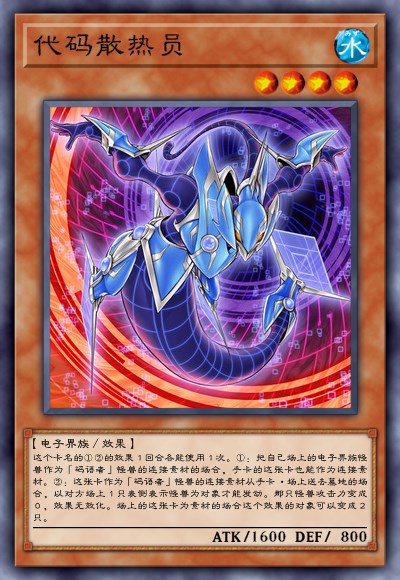 代码散热员
水
【电子界族／效果】
这个卡名的①②的效果1回合各能使用1次。①：把自己场上的电子界族怪
兽作为「码语者」怪兽的连接素材的场合，手卡的这张卡也能作为连接素
材。②：这张卡作为「码语者」怪兽的连接素材从手卡·场上送去墓地的场
合，以对方场上1只表侧表示怪兽为对象才能发动。那只怪兽攻击力变成
0，效果无效化。场上的这张卡为素材的场合这个效果的对象可以变成2
只。
ATK/1600 DEF/ 800